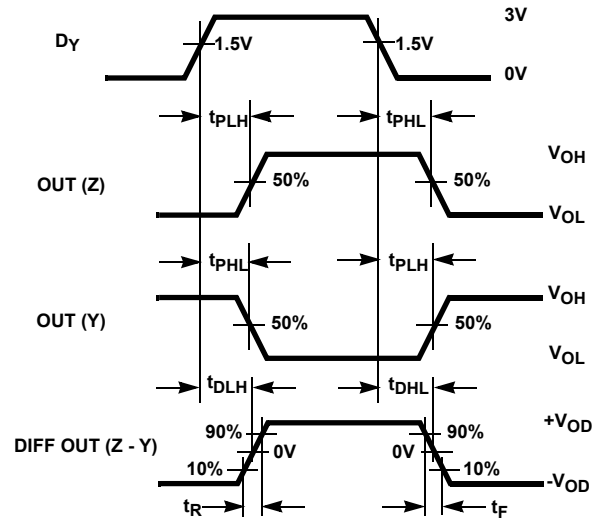 3V
DY
1.5V
1.5V
0V
tPLH
tPHL
VOH
OUT (Z)
50%
50%
VOL
tPHL
tPLH
VOH
OUT (Y)
50%
50%
VOL
tDLH
tDHL
+VOD
90%
90%
DIFF OUT (Z - Y)
0V
0V
10%
10%
-VOD
tR
tF